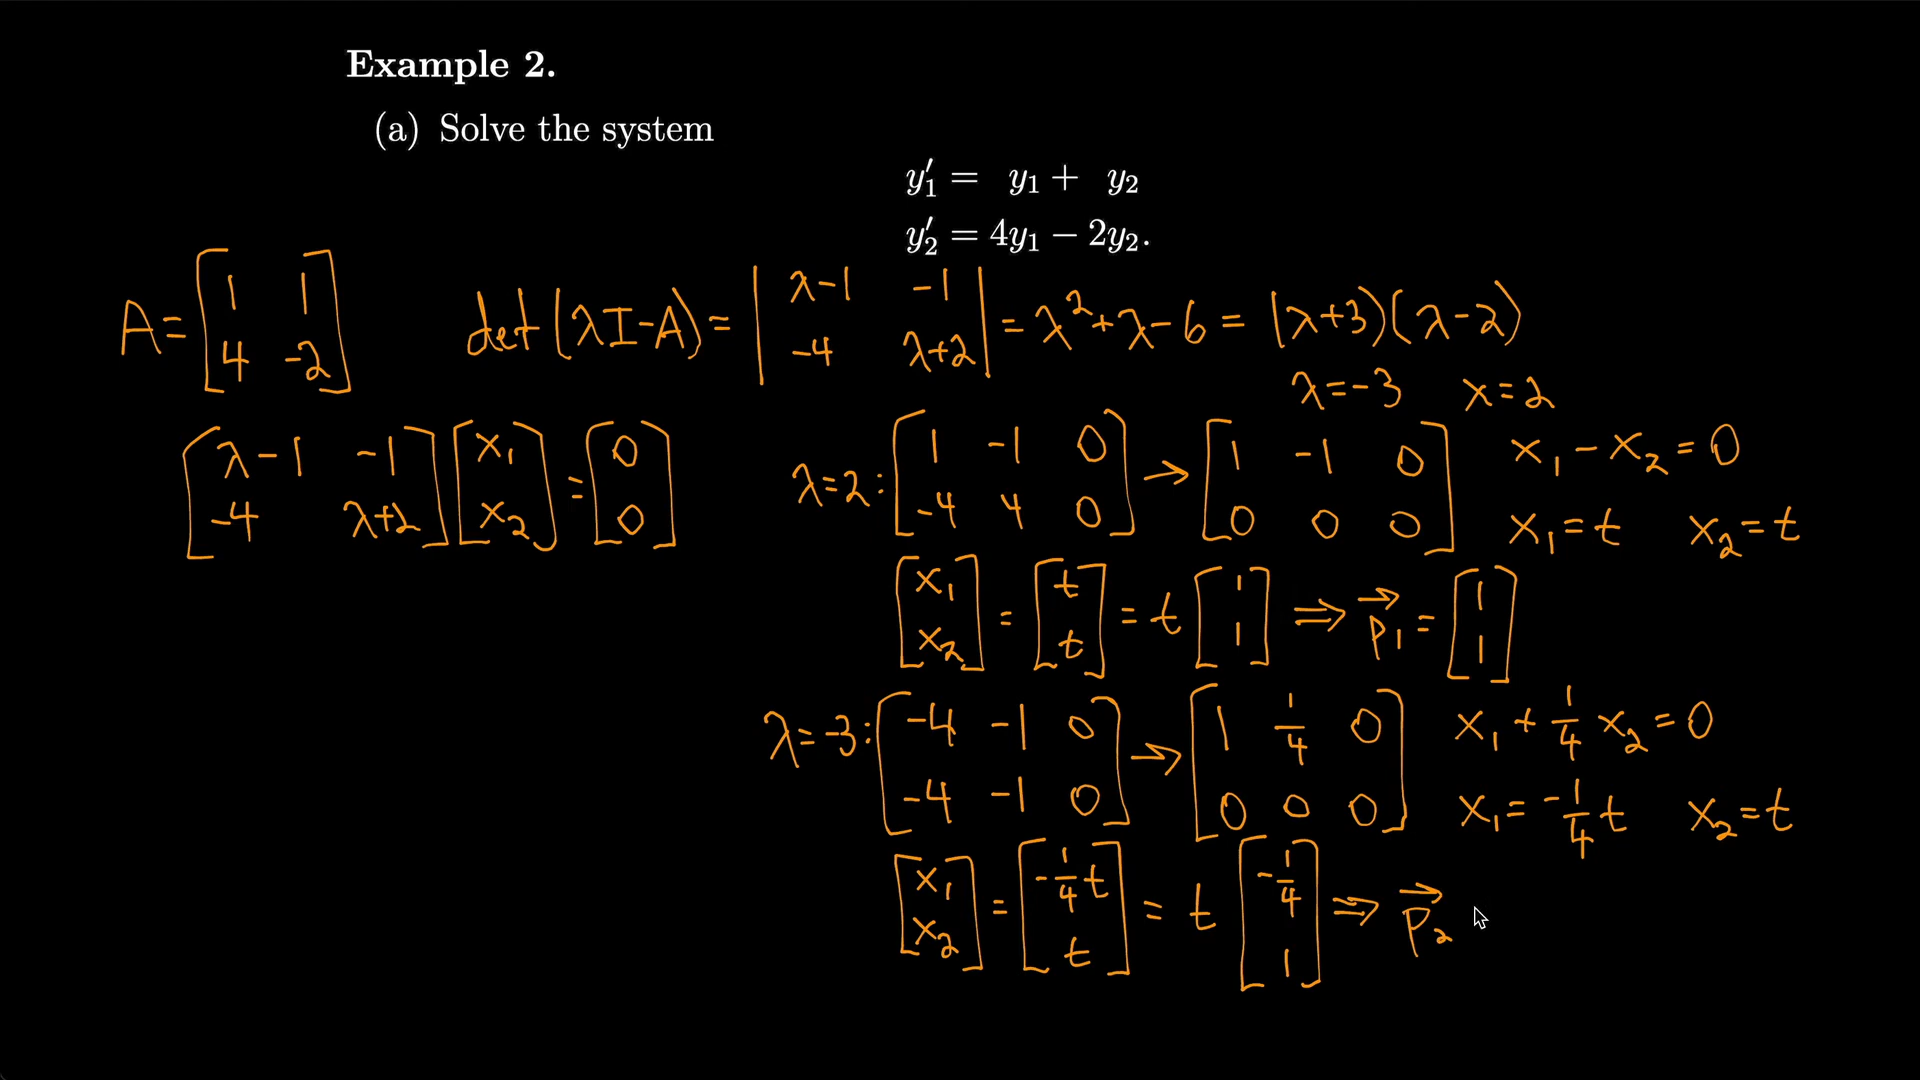 Example 2.
(a) Solve the system
y₁′ = y₁ + y₂
y₂′ = 4y₁ − 2y₂.
A = [1 1; 4 -2]   det(λI-A) = |λ-1 -1; -4 λ+2| = λ²+λ-6 = (λ+3)(λ-2)
λ=-3   x=2
[λ-1 -1; -4 λ+2][x₁; x₂] = [0; 0]
λ=2: [1 -1 0; -4 4 0] → [1 -1 0; 0 0 0]   x₁-x₂=0
x₁=t   x₂=t
[x₁; x₂] = [t; t] = t[1; 1] ⇒ p⃗₁ = [1; 1]
λ=-3: [-4 -1 0; -4 -1 0] → [1 1/4 0; 0 0 0]   x₁+1/4 x₂=0
x₁=-1/4 t   x₂=t
[x₁; x₂] = [-1/4 t; t] = t[-1/4; 1] ⇒ p⃗₂